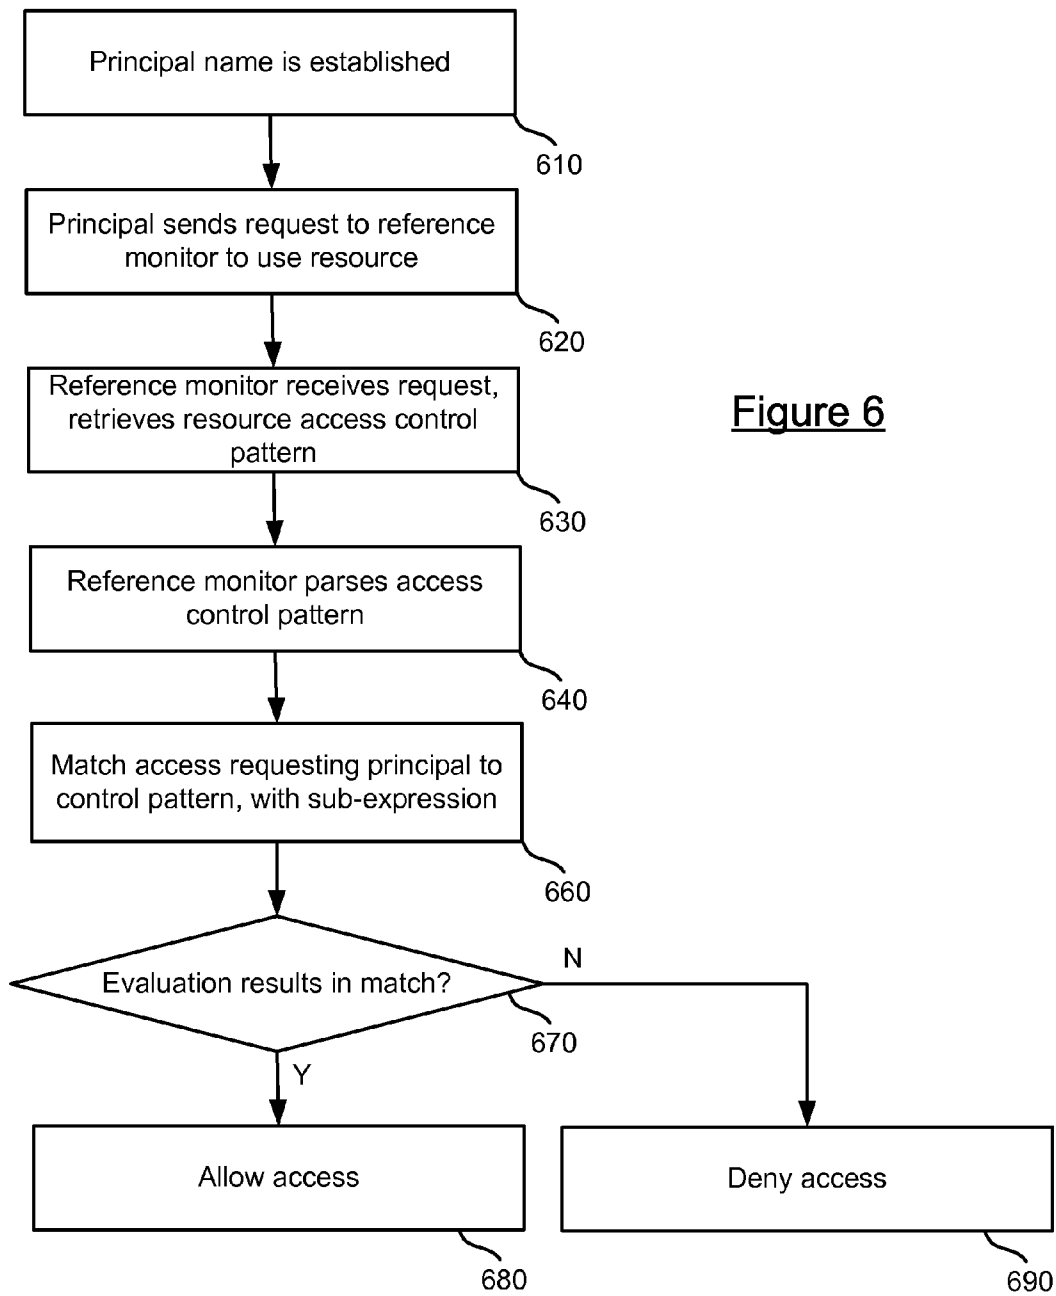 Principal name is established
610
Principal sends request to reference
monitor to use resource
620
Reference monitor receives request,
retrieves resource access control
pattern
630
Figure 6
Reference monitor parses access
control pattern
640
Match access requesting principal to
control pattern, with sub-expression
660
Evaluation results in match?
N
670
Y
Allow access
680
Deny access
690